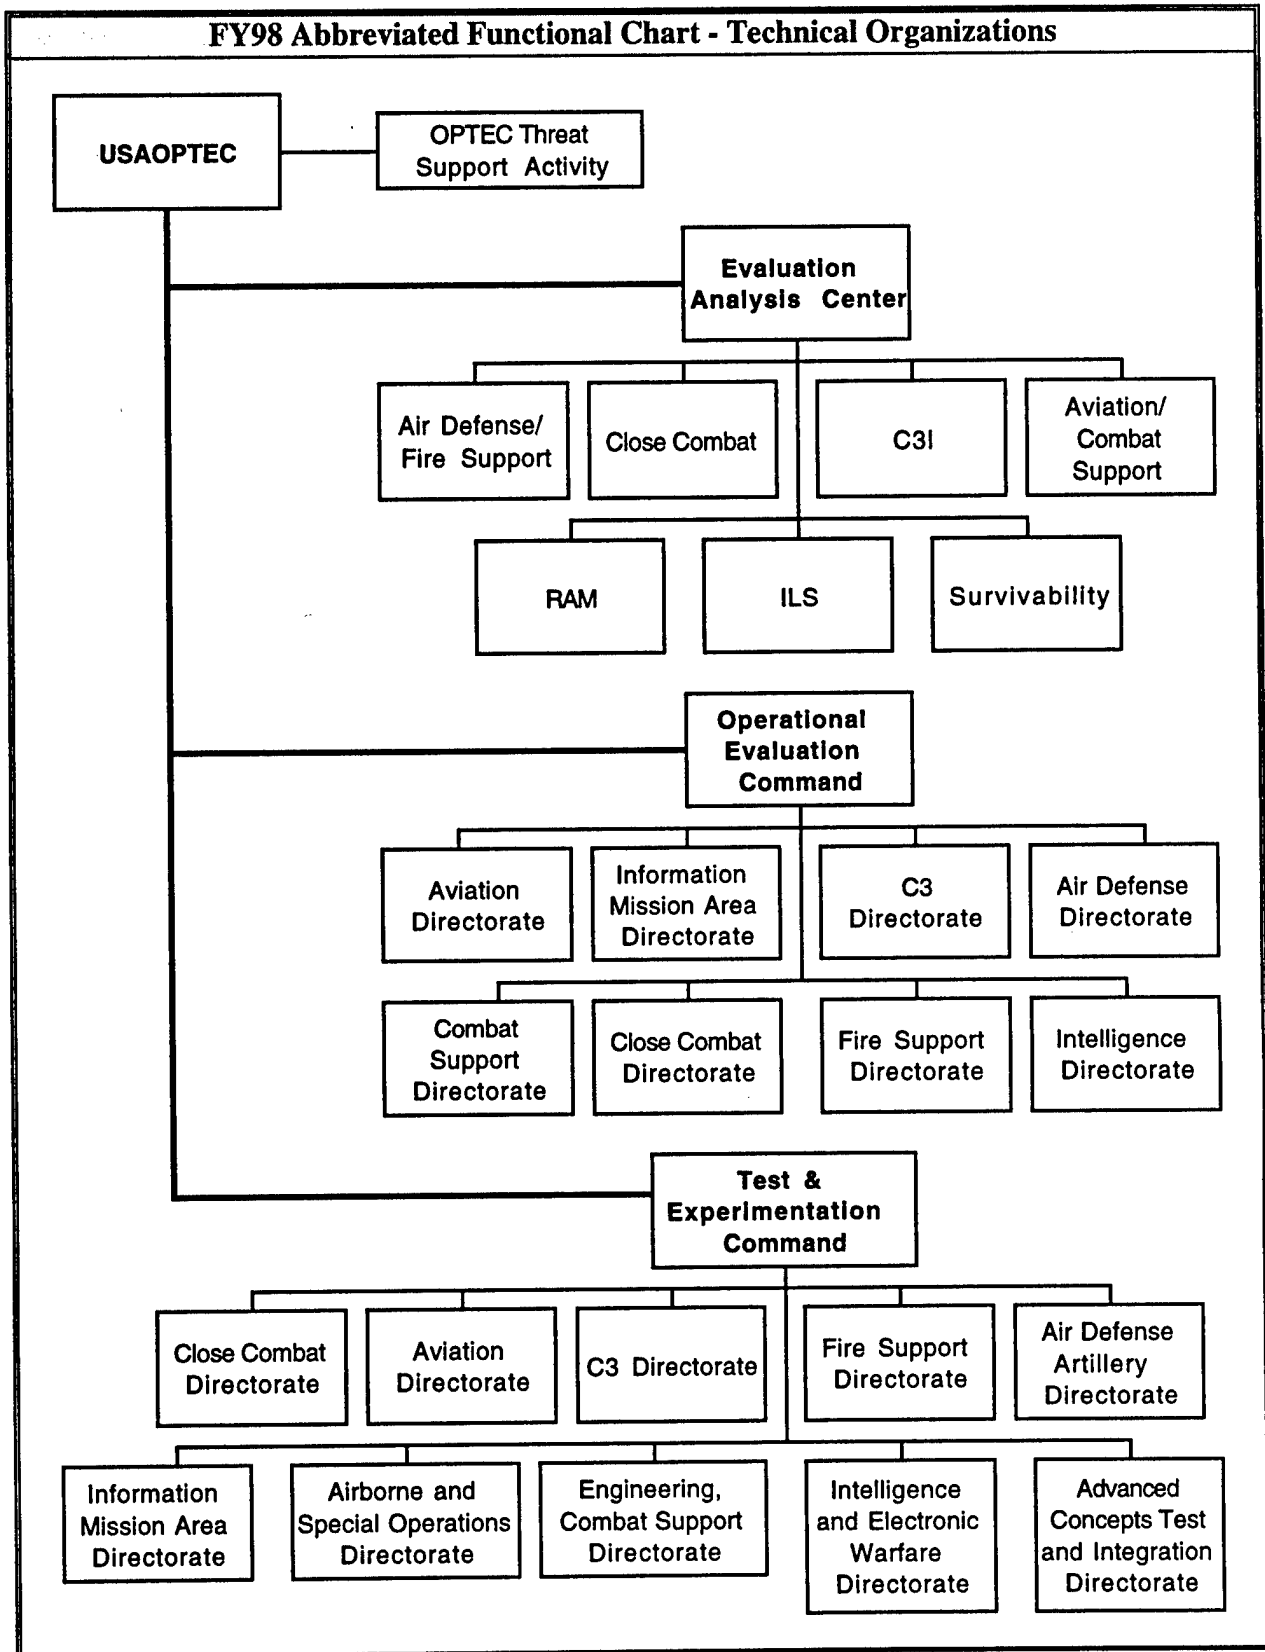 FY98 Abbreviated Functional Chart - Technical Organizations
USAOPTEC
OPTEC Threat
Support Activity
Evaluation
Analysis Center
Air Defense/
Fire Support
Close Combat
C3I
Aviation/
Combat
Support
RAM
ILS
Survivability
Operational
Evaluation
Command
Aviation
Directorate
Information
Mission Area
Directorate
C3
Directorate
Air Defense
Directorate
Combat
Support
Directorate
Close Combat
Directorate
Fire Support
Directorate
Intelligence
Directorate
Test &
Experimentation
Command
Close Combat
Directorate
Aviation
Directorate
C3 Directorate
Fire Support
Directorate
Air Defense
Artillery
Directorate
Information
Mission Area
Directorate
Airborne and
Special Operations
Directorate
Engineering,
Combat Support
Directorate
Intelligence
and Electronic
Warfare
Directorate
Advanced
Concepts Test
and Integration
Directorate